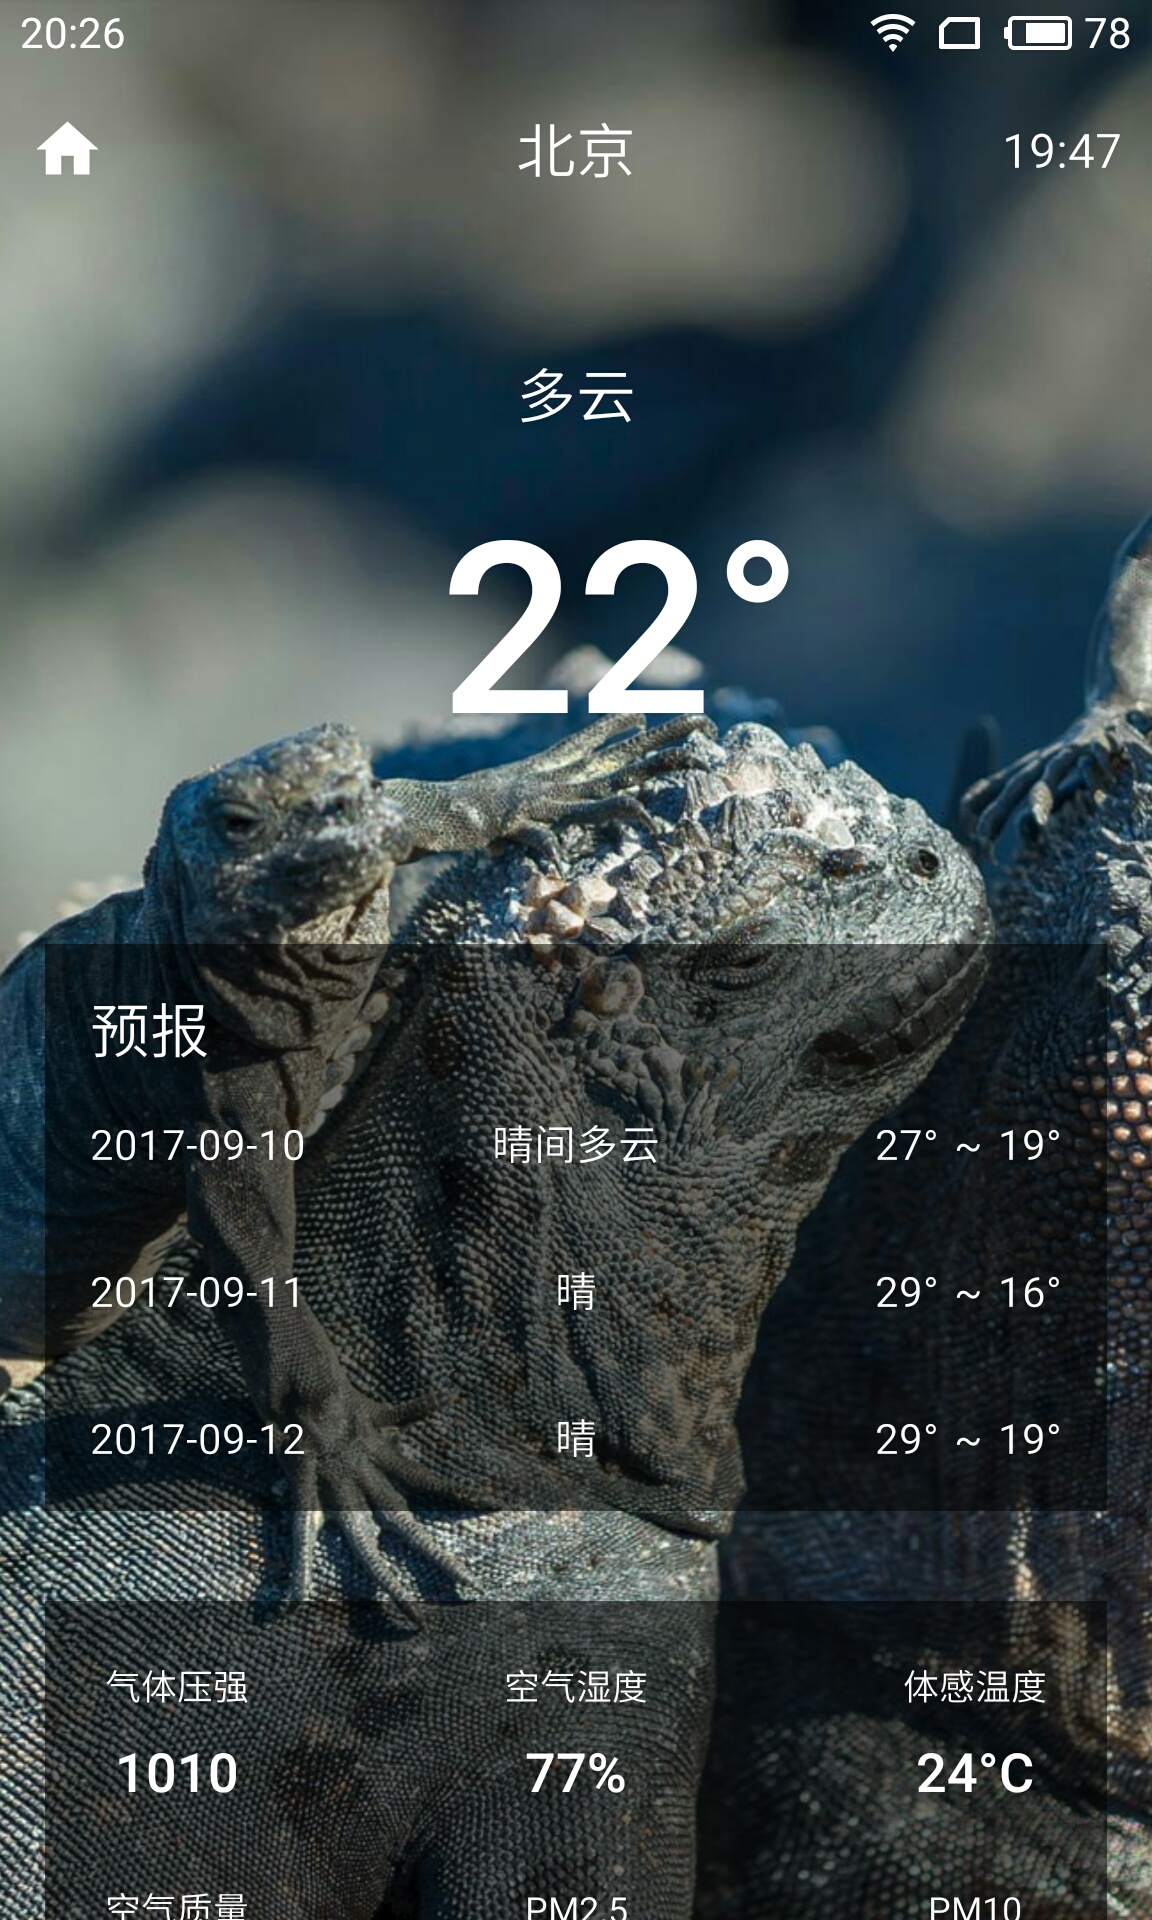 20:26 78
北京 19:47
多云
22°
预报
2017-09-10 晴间多云 27° ~ 19°
2017-09-11 晴 29° ~ 16°
2017-09-12 晴 29° ~ 19°
气体压强 空气湿度 体感温度
1010 77% 24°C
空气质量 PM2.5 PM10